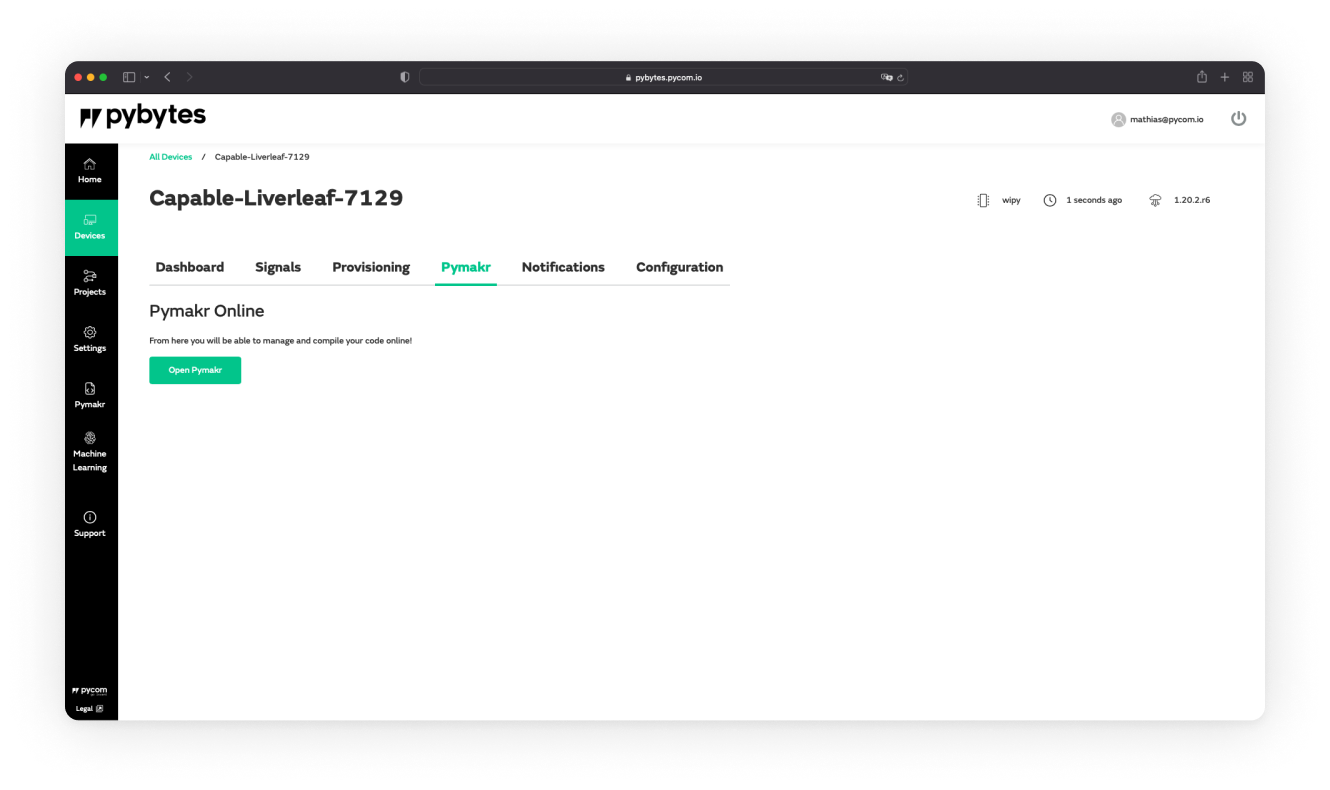 pybytes.pycom.io
pybytes
mathias@pycom.io
Home
Devices
Projects
Settings
Pymakr
Machine
Learning
Support
pycom
Legal
All Devices / Capable-Liverleaf-7129
Capable-Liverleaf-7129
wipy 1 seconds ago 1.20.2.r6
Dashboard Signals Provisioning Pymakr Notifications Configuration
Pymakr Online
From here you will be able to manage and compile your code online!
Open Pymakr